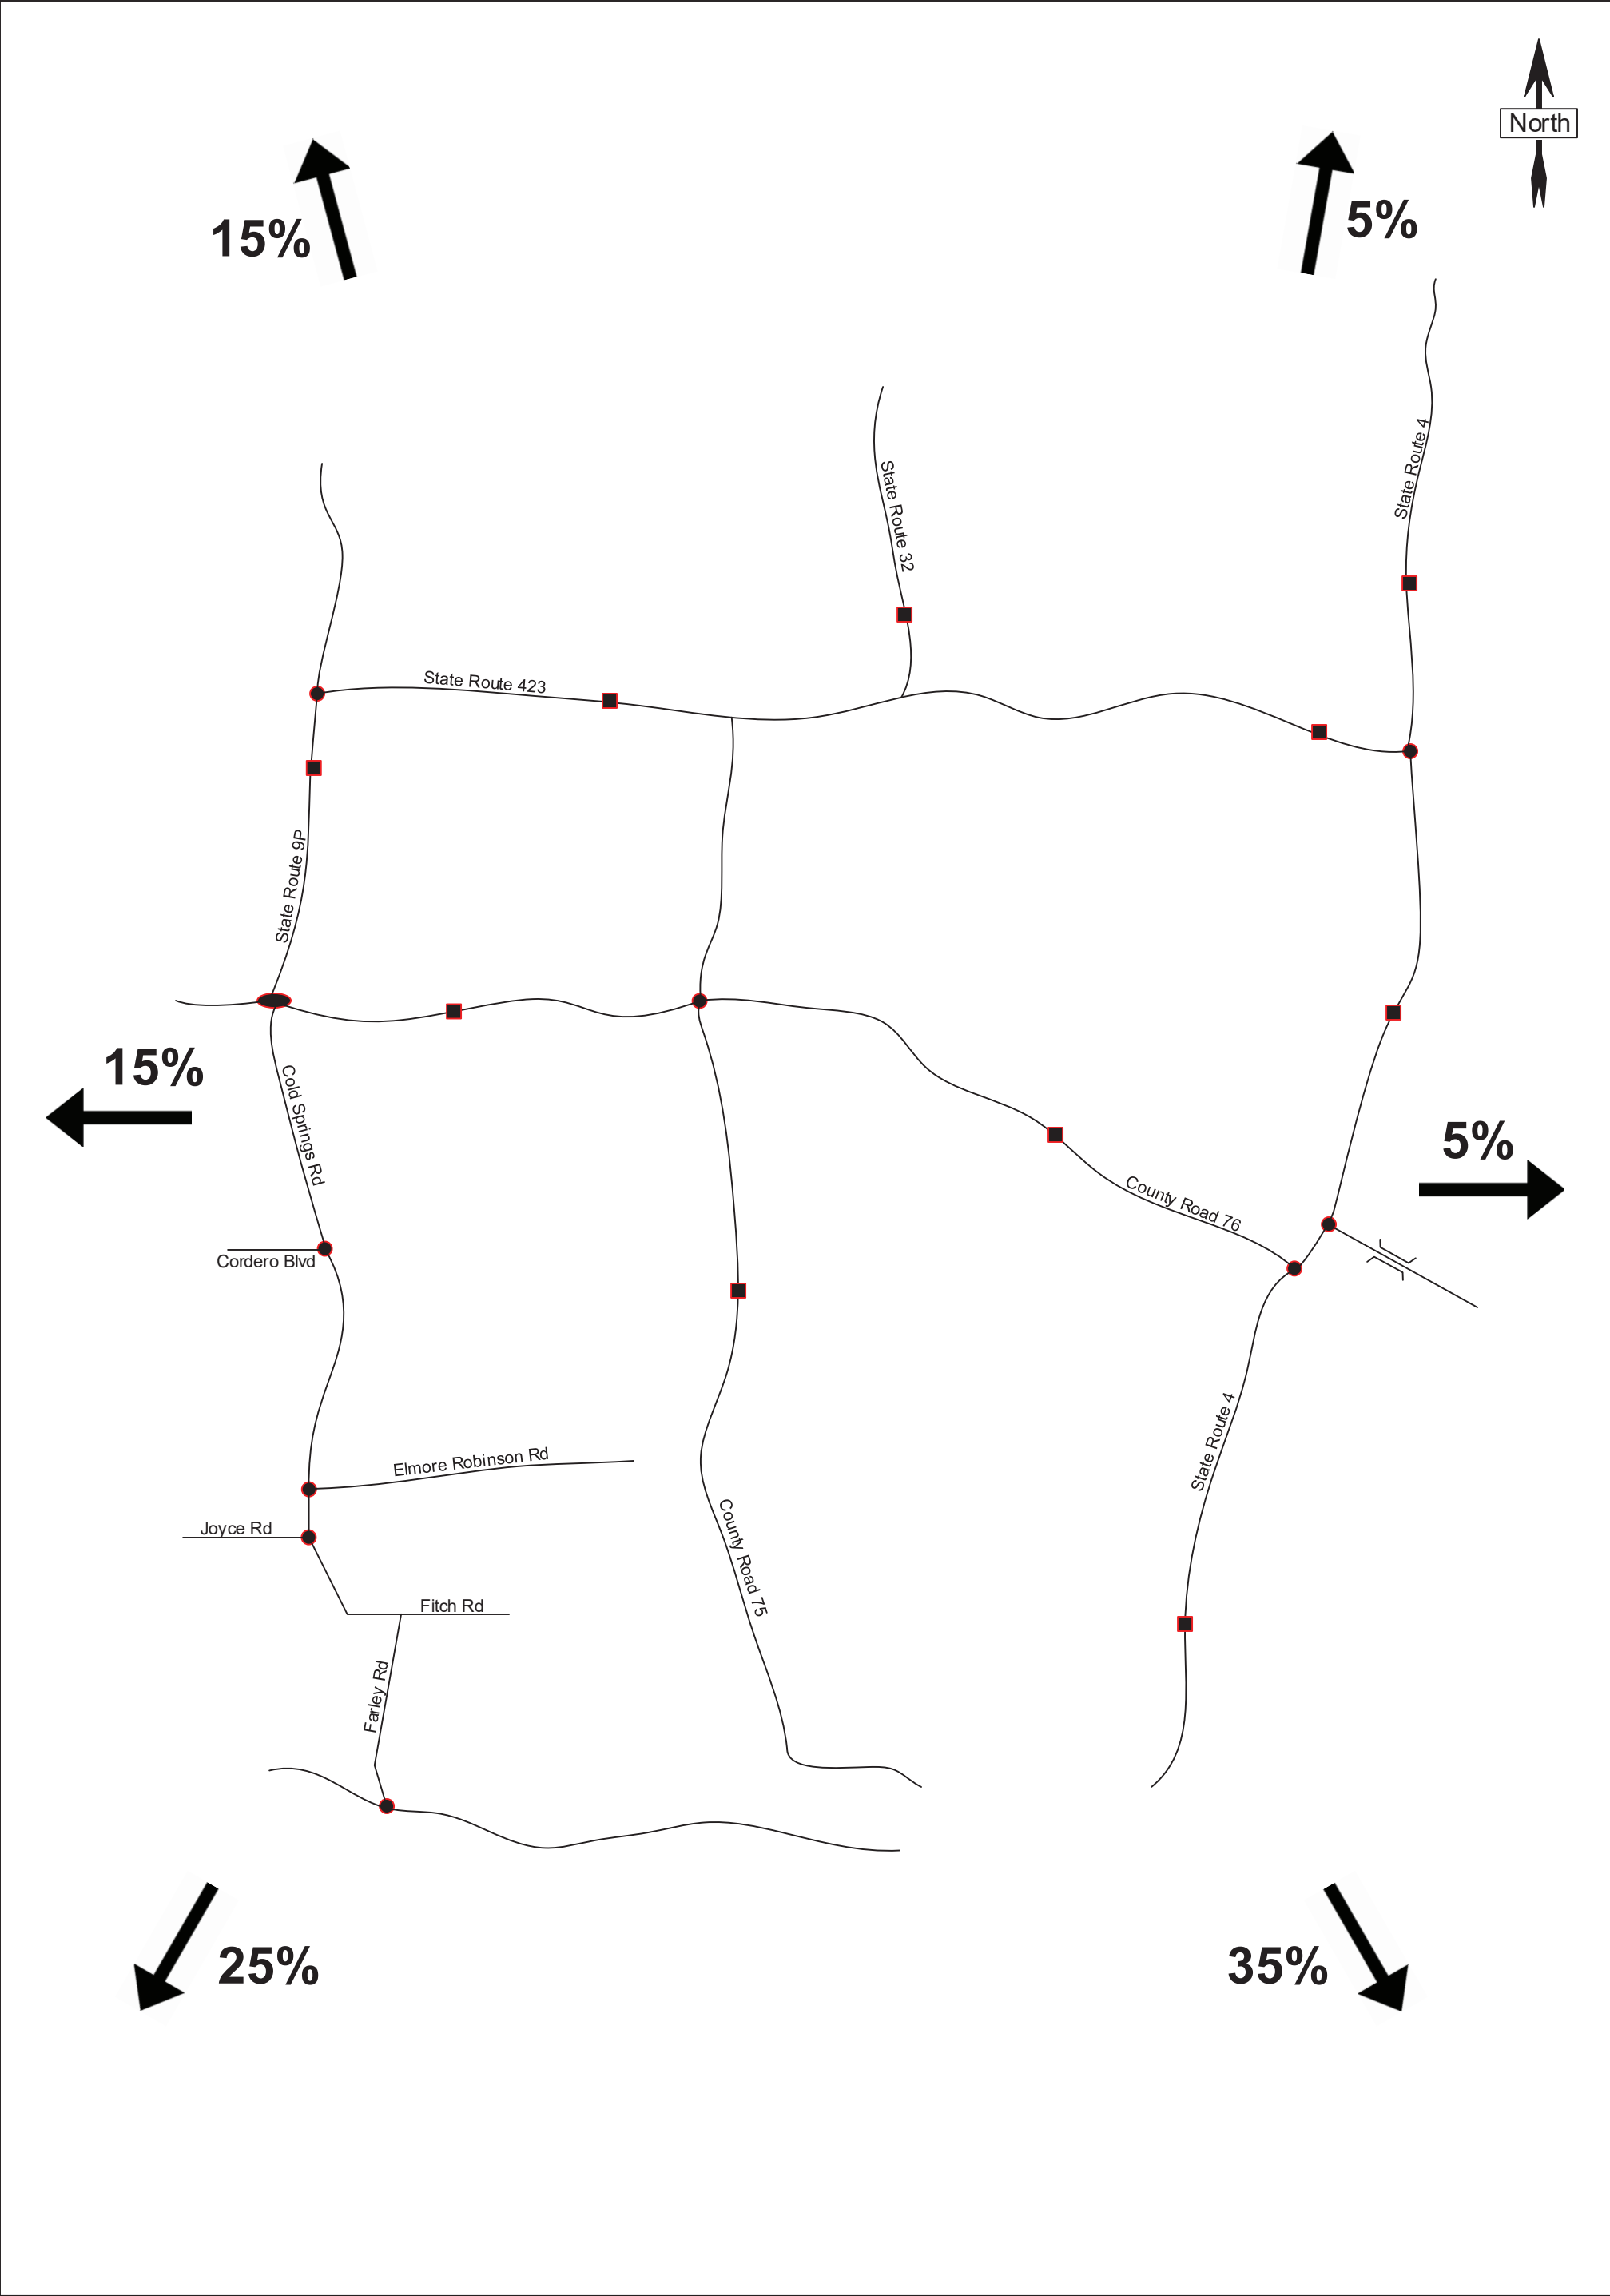 North
15%
5%
State Route 4
State Route 32
State Route 423
State Route 9P
15%
Cold Springs Rd
5%
County Road 76
Cordero Blvd
State Route 4
Elmore Robinson Rd
County Road 75
Joyce Rd
Fitch Rd
Farley Rd
25%
35%